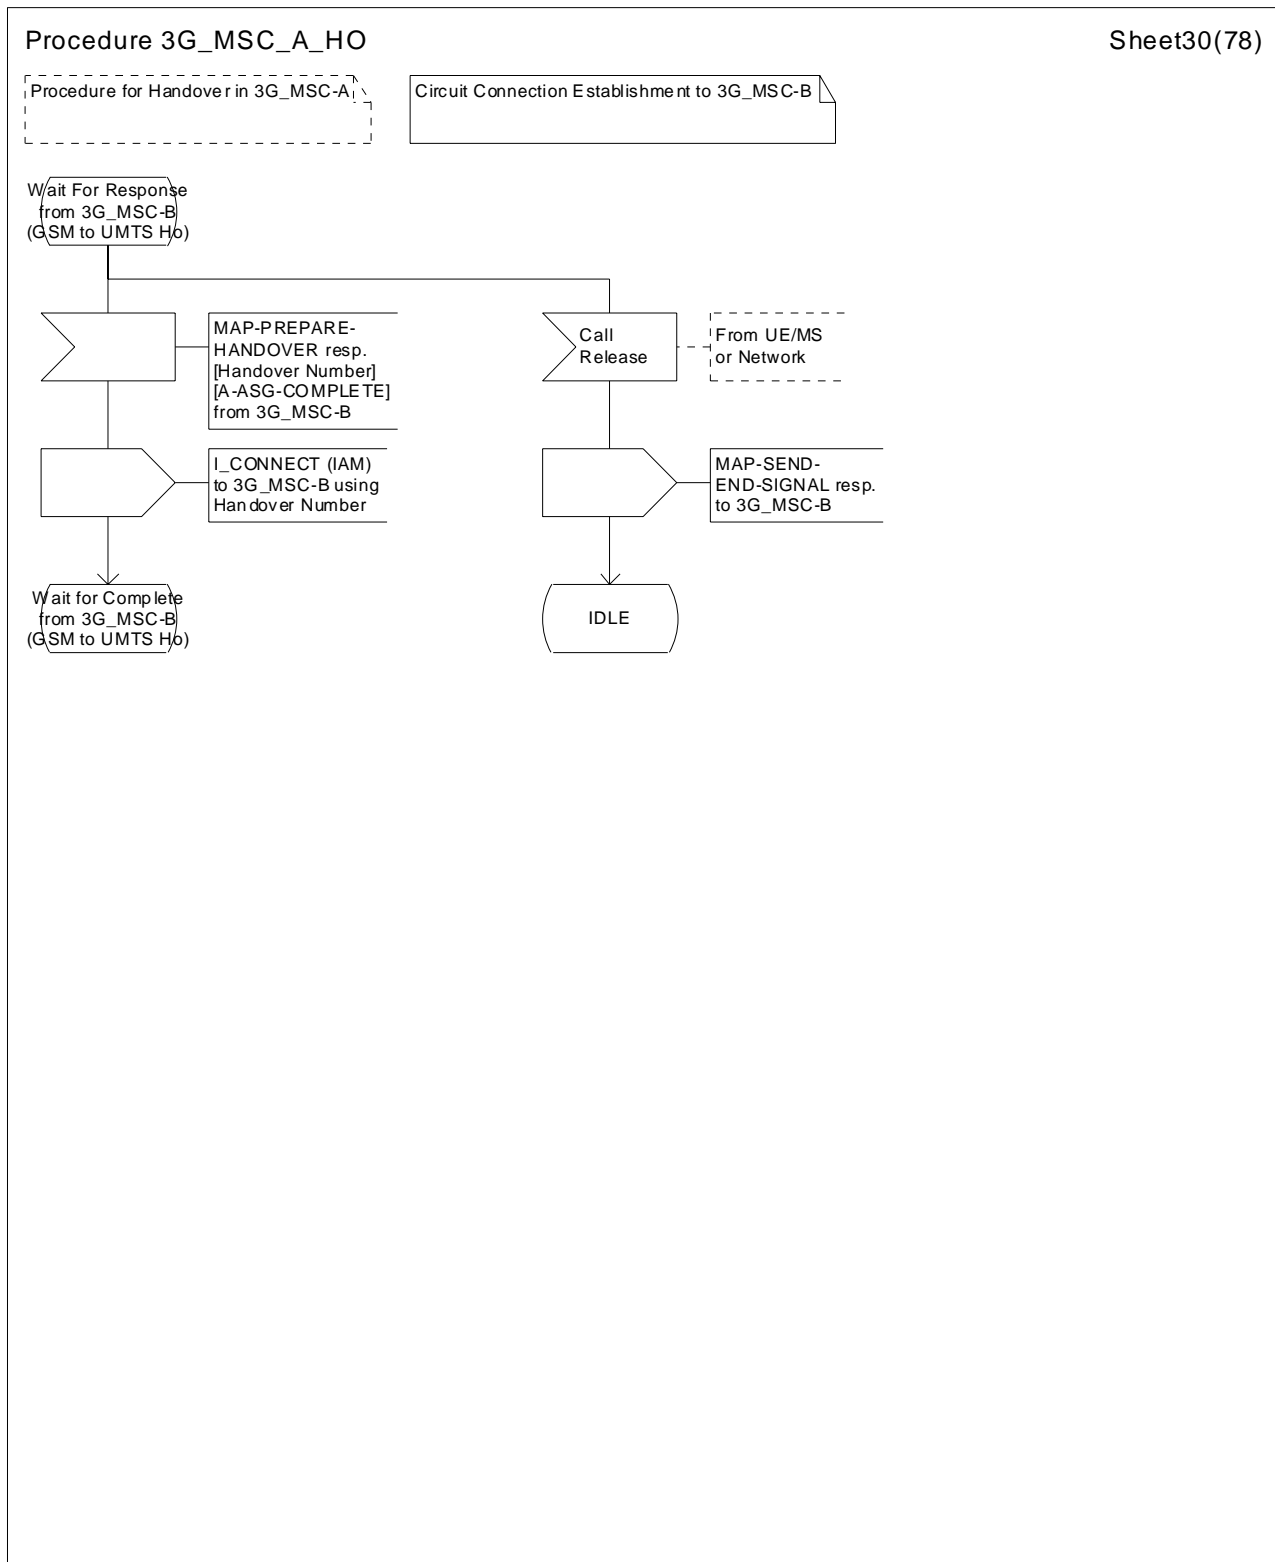 Procedure 3G_MSC_A_HO
Sheet30(78)
Procedure for Handover in 3G_MSC-A
Circuit Connection Establishment to 3G_MSC-B
Wait For Response
from 3G_MSC-B
(GSM to UMTS Ho)
MAP-PREPARE-
HANDOVER resp.
[Handover Number]
[A-ASG-COMPLETE]
from 3G_MSC-B
Call
Release
From UE/MS
or Network
I_CONNECT (IAM)
to 3G_MSC-B using
Handover Number
MAP-SEND-
END-SIGNAL resp.
to 3G_MSC-B
Wait for Complete
from 3G_MSC-B
(GSM to UMTS Ho)
IDLE